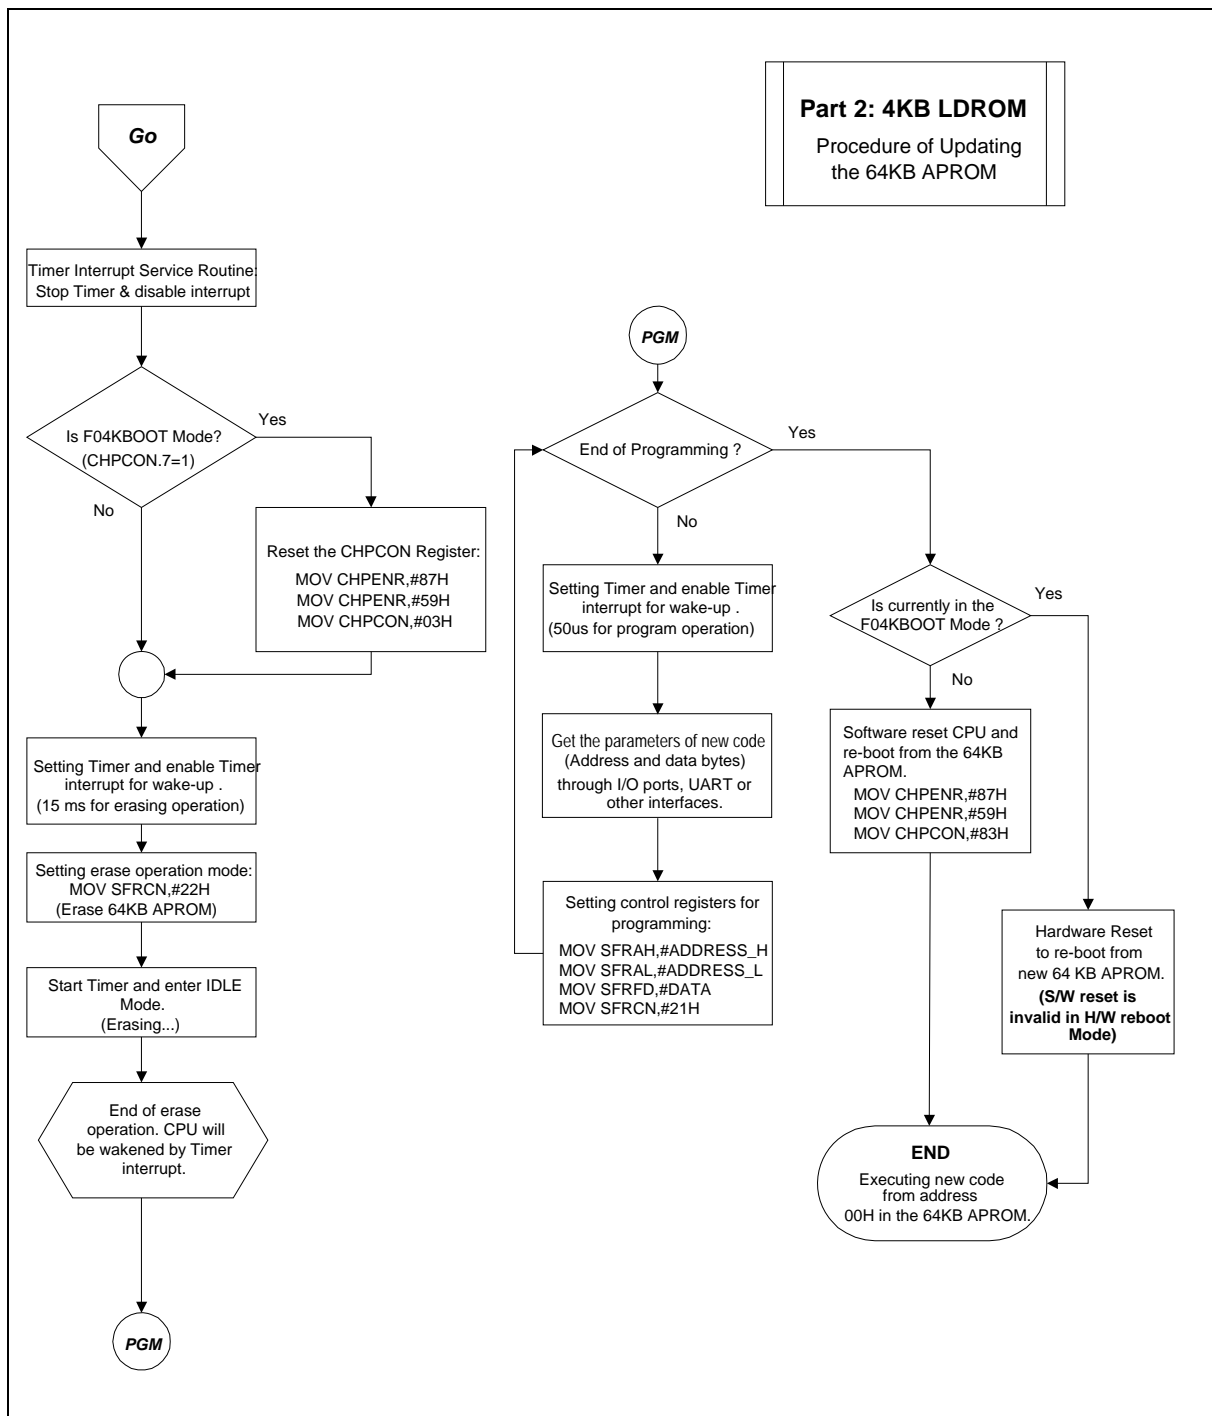 Part 2: 4KB LDROM
Procedure of Updating
the 64KB APROM
Go
Timer Interrupt Service Routine:
Stop Timer & disable interrupt
Is F04KBOOT Mode?
(CHPCON.7=1)
Yes
No
Reset the CHPCON Register:
MOV CHPENR,#87H
MOV CHPENR,#59H
MOV CHPCON,#03H
Setting Timer and enable Timer
interrupt for wake-up .
(15 ms for erasing operation)
Setting erase operation mode:
MOV SFRCN,#22H
(Erase 64KB APROM)
Start Timer and enter IDLE
Mode.
(Erasing...)
End of erase
operation. CPU will
be wakened by Timer
interrupt.
PGM
PGM
End of Programming ?
Yes
No
Setting Timer and enable Timer
interrupt for wake-up .
(50us for program operation)
Get the parameters of new code
(Address and data bytes)
through I/O ports, UART or
other interfaces.
Setting control registers for
programming:
MOV SFRAH,#ADDRESS_H
MOV SFRAL,#ADDRESS_L
MOV SFRFD,#DATA
MOV SFRCN,#21H
Is currently in the
F04KBOOT Mode ?
Yes
No
Software reset CPU and
re-boot from the 64KB
APROM.
MOV CHPENR,#87H
MOV CHPENR,#59H
MOV CHPCON,#83H
Hardware Reset
to re-boot from
new 64 KB APROM.
(S/W reset is
invalid in H/W reboot
Mode)
END
Executing new code
from address
00H in the 64KB APROM.